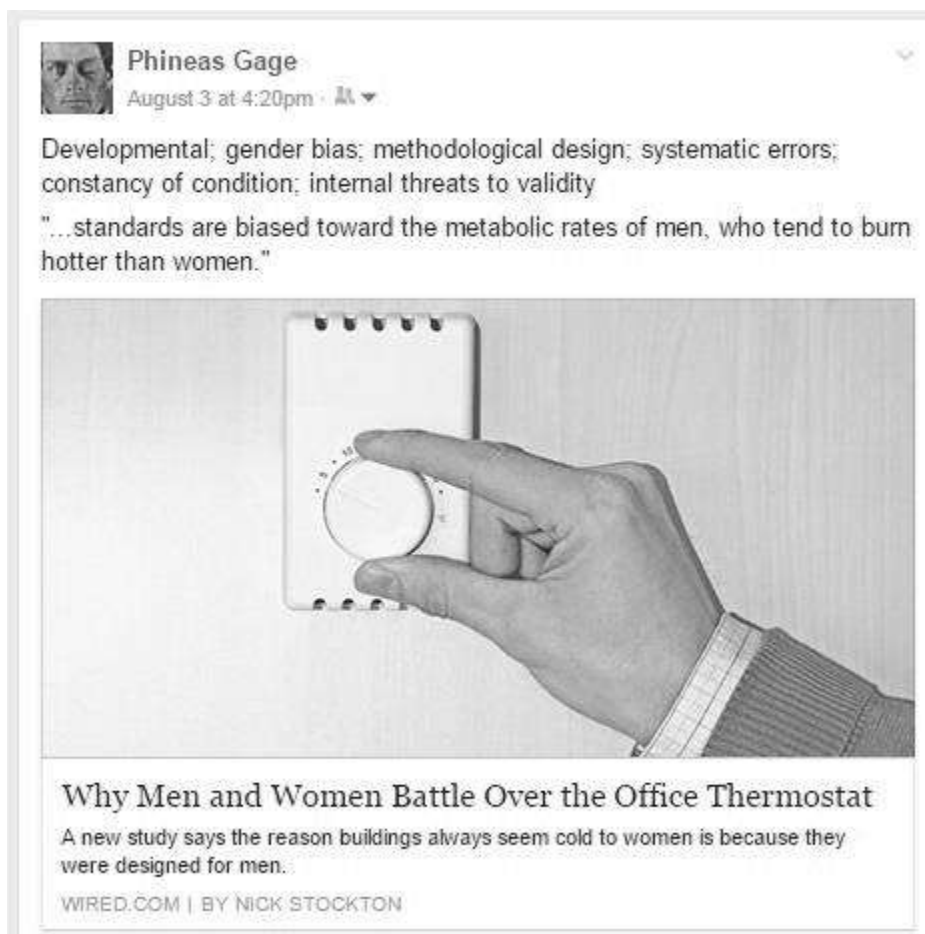 Phineas Gage
August 3 at 4:20pm ·
Developmental; gender bias; methodological design; systematic errors;
constancy of condition; internal threats to validity
"...standards are biased toward the metabolic rates of men, who tend to burn
hotter than women."
5
10
Why Men and Women Battle Over the Office Thermostat
A new study says the reason buildings always seem cold to women is because they
were designed for men.
WIRED.COM | BY NICK STOCKTON